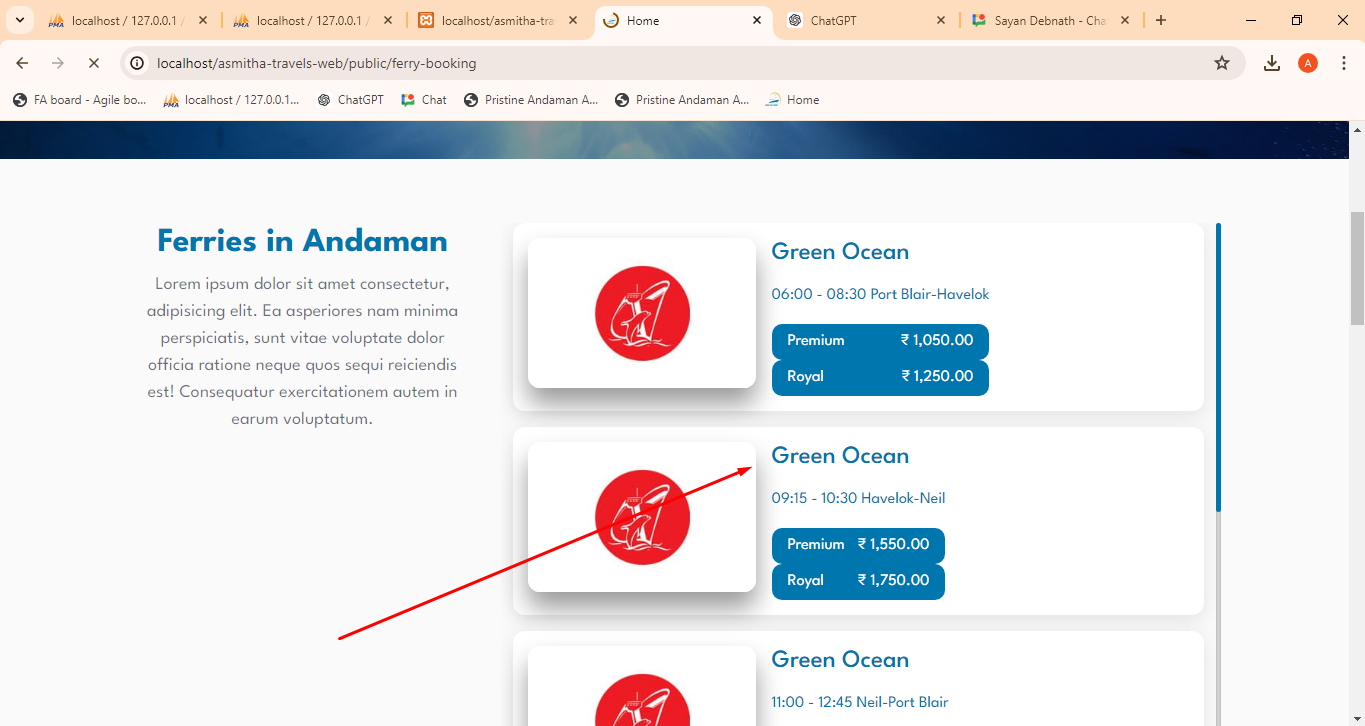 localhost / 127.0.0.1 /
localhost / 127.0.0.1 /
localhost/asmitha-tra
Home
ChatGPT
Sayan Debnath - Cha
localhost/asmitha-travels-web/public/ferry-booking
A
FA board - Agile bo...
PMA
localhost / 127.0.0.1...
ChatGPT
Chat
Pristine Andaman A...
Pristine Andaman A...
Home
Ferries in Andaman
Lorem ipsum dolor sit amet consectetur,
adipisicing elit. Ea asperiores nam minima
perspiciatis, sunt vitae voluptate dolor
officia ratione neque quos sequi reiciendis
est! Consequatur exercitationem autem in
earum voluptatum.
Green Ocean
06:00 - 08:30 Port Blair-Havelok
Premium ₹ 1,050.00
Royal ₹ 1,250.00
Green Ocean
09:15 - 10:30 Havelok-Neil
Premium ₹ 1,550.00
Royal ₹ 1,750.00
Green Ocean
11:00 - 12:45 Neil-Port Blair